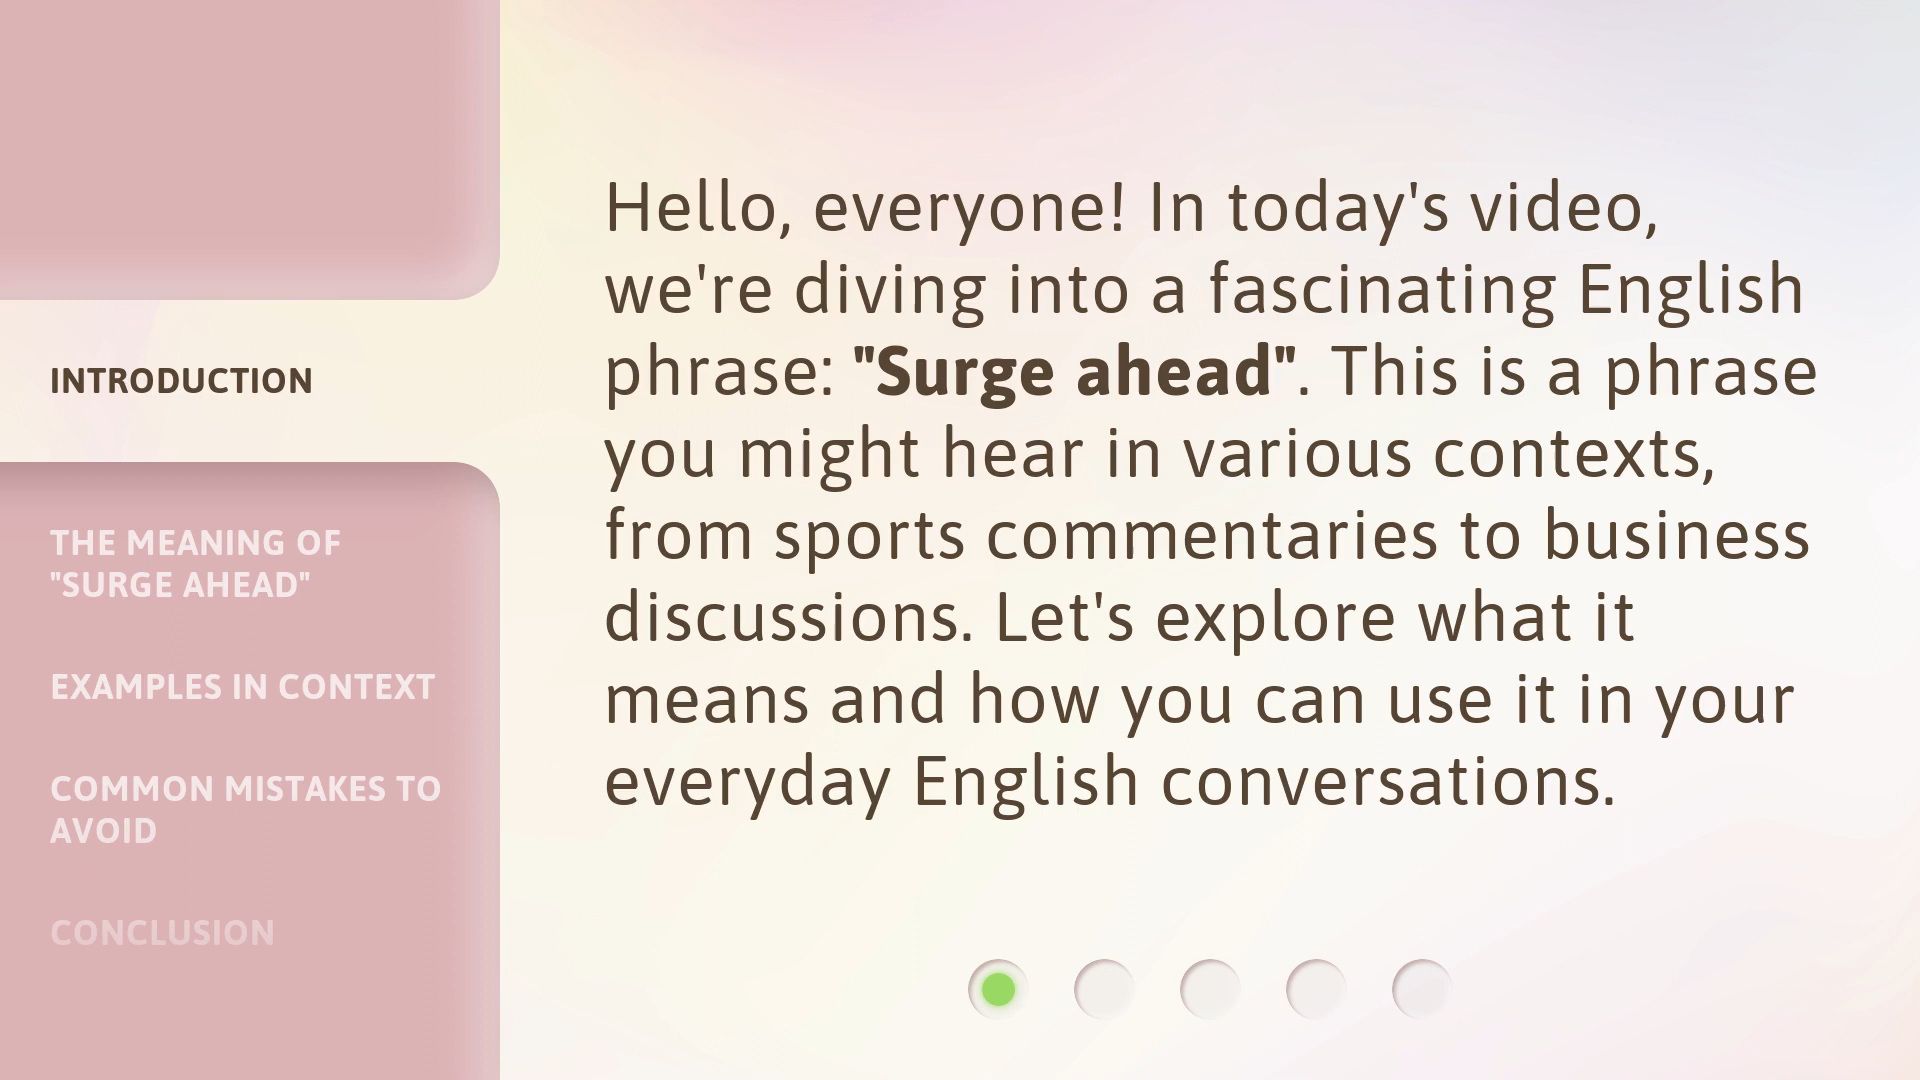 INTRODUCTION
THE MEANING OF
"SURGE AHEAD"
EXAMPLES IN CONTEXT
COMMON MISTAKES TO
AVOID
CONCLUSION
Hello, everyone! In today's video,
we're diving into a fascinating English
phrase: "Surge ahead". This is a phrase
you might hear in various contexts,
from sports commentaries to business
discussions. Let's explore what it
means and how you can use it in your
everyday English conversations.